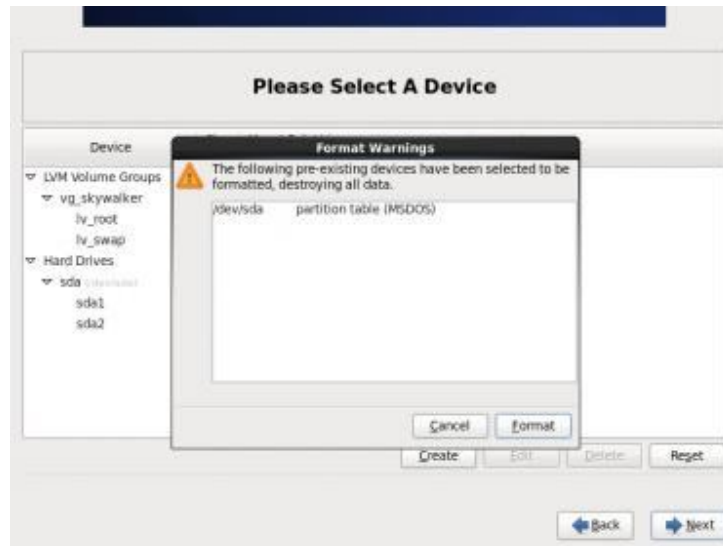 Please Select A Device
Device
Format Warnings
The following pre-existing devices have been selected to be
formatted, destroying all data.
/dev/sda partition table (MSDOS)
LVM Volume Groups
vg_skywalker
lv_root
lv_swap
Hard Drives
sda
sda1
sda2
Cancel
Format
Create
Edit
Delete
Reset
Back
Next